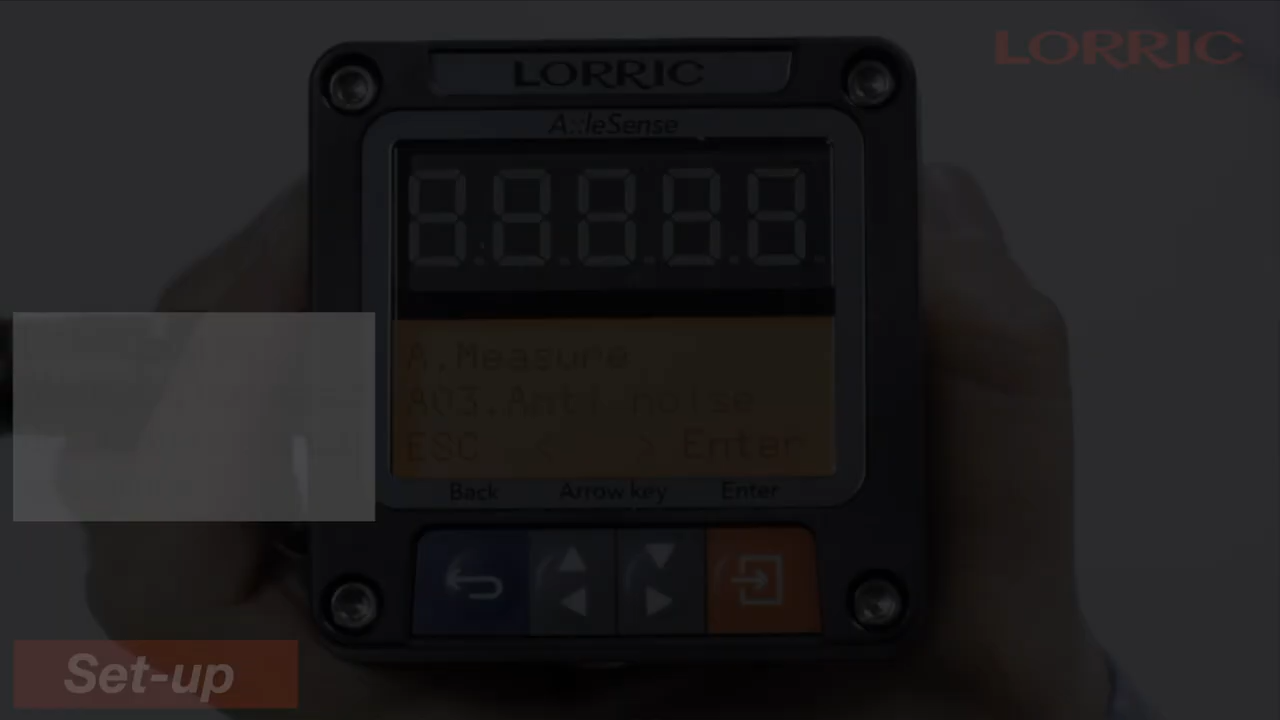 LORRIC
LORRIC
AxleSense
A.Measure
A03.Anti noise
ESC < > Enter
Back Arrow key Enter
Set-up